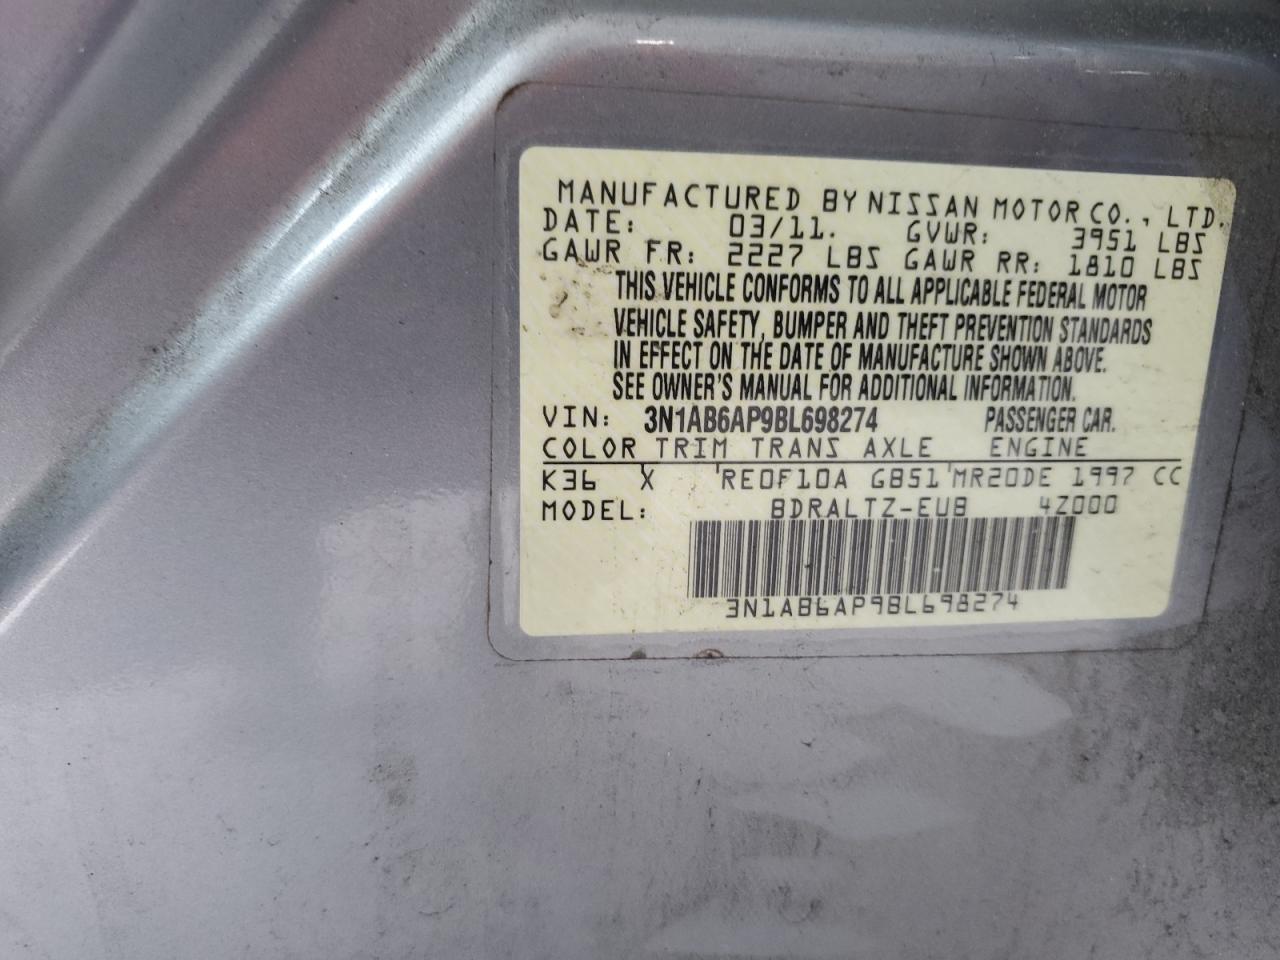 MANUFACTURED BY NISSAN MOTOR CO., LTD.
DATE: 03/11. GVWR: 3951 LBS
GAWR FR: 2227 LBS GAWR RR: 1810 LBS
THIS VEHICLE CONFORMS TO ALL APPLICABLE FEDERAL MOTOR
VEHICLE SAFETY, BUMPER AND THEFT PREVENTION STANDARDS
IN EFFECT ON THE DATE OF MANUFACTURE SHOWN ABOVE.
SEE OWNER'S MANUAL FOR ADDITIONAL INFORMATION.
VIN: 3N1AB6AP9BL698274 PASSENGER CAR.
COLOR TRIM TRANS AXLE ENGINE
K36 X RE0F10A GB51 MR20DE 1997 CC
MODEL: BDRALTZ-EUB 4Z000
3N1AB6AP9BL698274